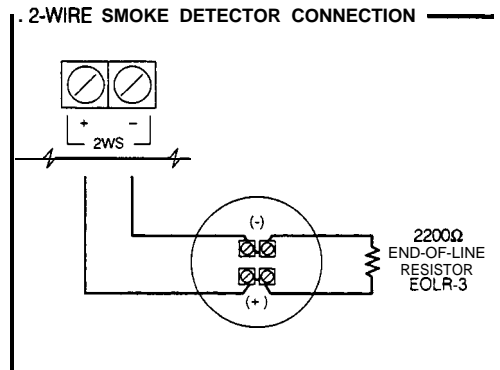 . 2-WIRE SMOKE DETECTOR CONNECTION
+ -
2WS
(-)
2200Ω
END-OF-LINE
RESISTOR
EOLR-3
(+)